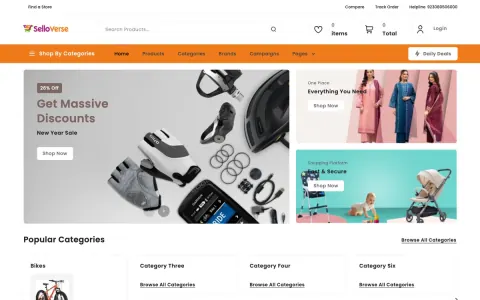 Find a Store
Compare
Track Order
Helpline: 923080606000
SelloVerse
Search Products...
0 items
0 Total
Login
Shop By Categories
Home
Products
Categories
Brands
Campaigns
Pages
Daily Deals
26% Off
Get Massive
Discounts
New Year Sale
Shop Now
One Place
Everything You Need
Shop Now
Shopping Platform
Fast & Secure
Shop Now
Popular Categories
Browse All Categories
Bikes
Category Three
Browse All Categories
Category Four
Browse All Categories
Category Six
Browse All Categories